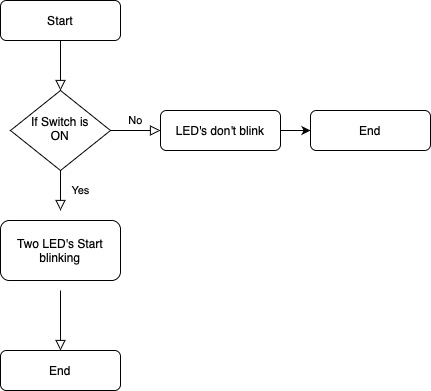 Start
If Switch is
ON
No
LED's don't blink
End
Yes
Two LED's Start
blinking
End